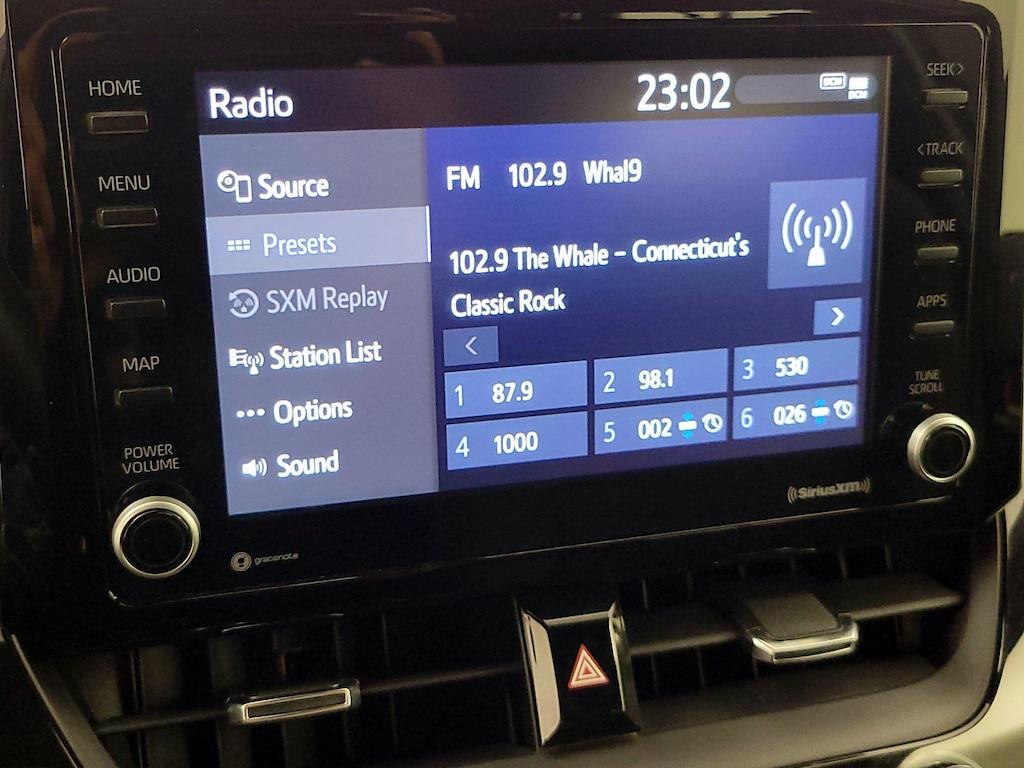 HOME
MENU
AUDIO
MAP
POWER
VOLUME
Radio
23:02
DCM
DCM
Source
Presets
SXM Replay
Station List
Options
Sound
FM 102.9 Whal9
102.9 The Whale – Connecticut's
Classic Rock
<
>
1 87.9
2 98.1
3 530
4 1000
5 002
6 026
SEEK>
<TRACK
PHONE
APPS
TUNE
SCROLL
gracenote
((SiriusXM))